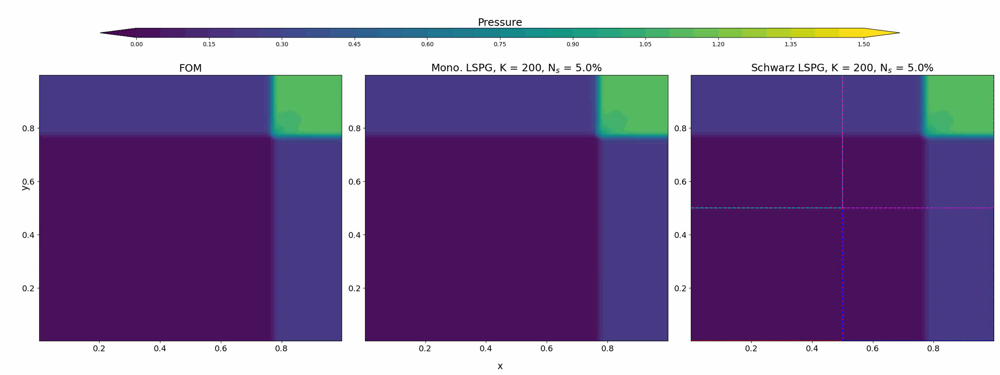 Pressure
0.00 0.15 0.30 0.45 0.60 0.75 0.90 1.05 1.20 1.35 1.50
FOM
Mono. LSPG, K = 200, Nₛ = 5.0%
Schwarz LSPG, K = 200, Nₛ = 5.0%
0.8 0.8 0.8
0.6 0.6 0.6
y
0.4 0.4 0.4
0.2 0.2 0.2
0.2 0.4 0.6 0.8 0.2 0.4 0.6 0.8 0.2 0.4 0.6 0.8
x